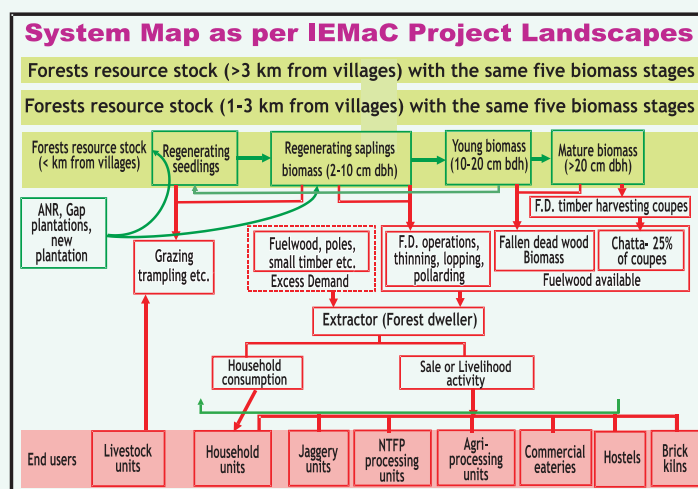 System Map as per IEMaC Project Landscapes
Forests resource stock (>3 km from villages) with the same five biomass stages
Forests resource stock (1-3 km from villages) with the same five biomass stages
Forests resource stock
(< km from villages)
Regenerating
seedlings
Regenerating saplings
biomass (2-10 cm dbh)
Young biomass
(10-20 cm bdh)
Mature biomass
(>20 cm dbh)
F.D. timber harvesting coupes
ANR, Gap
plantations,
new
plantation
Grazing
trampling etc.
Fuelwood, poles,
small timber etc.
Excess Demand
F.D. operations,
thinning, lopping,
pollarding
Fallen dead wood
Biomass
Chatta- 25%
of coupes
Fuelwood available
Extractor (Forest dweller)
Household
consumption
Sale or Livelihood
activity
End users
Livestock
units
Household
units
Jaggery
units
NTFP
processing
units
Agri-
processing
units
Commercial
eateries
Hostels
Brick
kilns